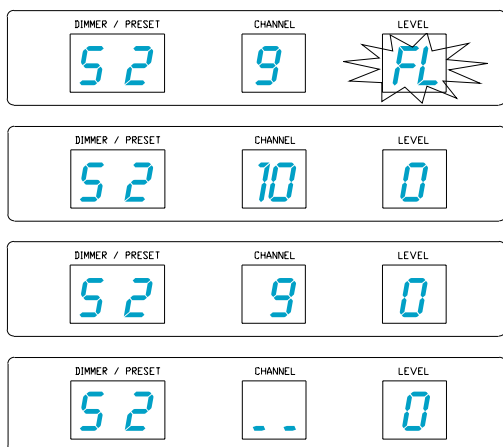 DIMMER / PRESET CHANNEL LEVEL
S 2 9 FL
DIMMER / PRESET CHANNEL LEVEL
S 2 10 0
DIMMER / PRESET CHANNEL LEVEL
S 2 9 0
DIMMER / PRESET CHANNEL LEVEL
S 2 _ _ 0